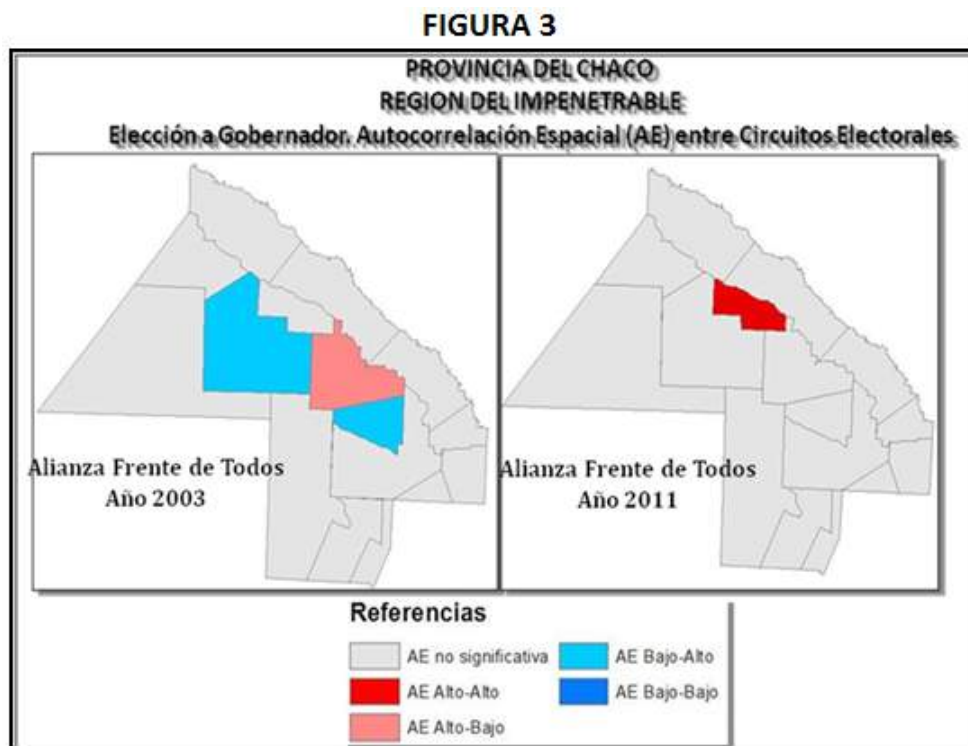 FIGURA 3
PROVINCIA DEL CHACO
REGION DEL IMPENETRABLE
Elección a Gobernador. Autocorrelación Espacial (AE) entre Circuitos Electorales
Alianza Frente de Todos
Año 2003
Alianza Frente de Todos
Año 2011
Referencias
AE no significativa
AE Alto-Alto
AE Alto-Bajo
AE Bajo-Alto
AE Bajo-Bajo